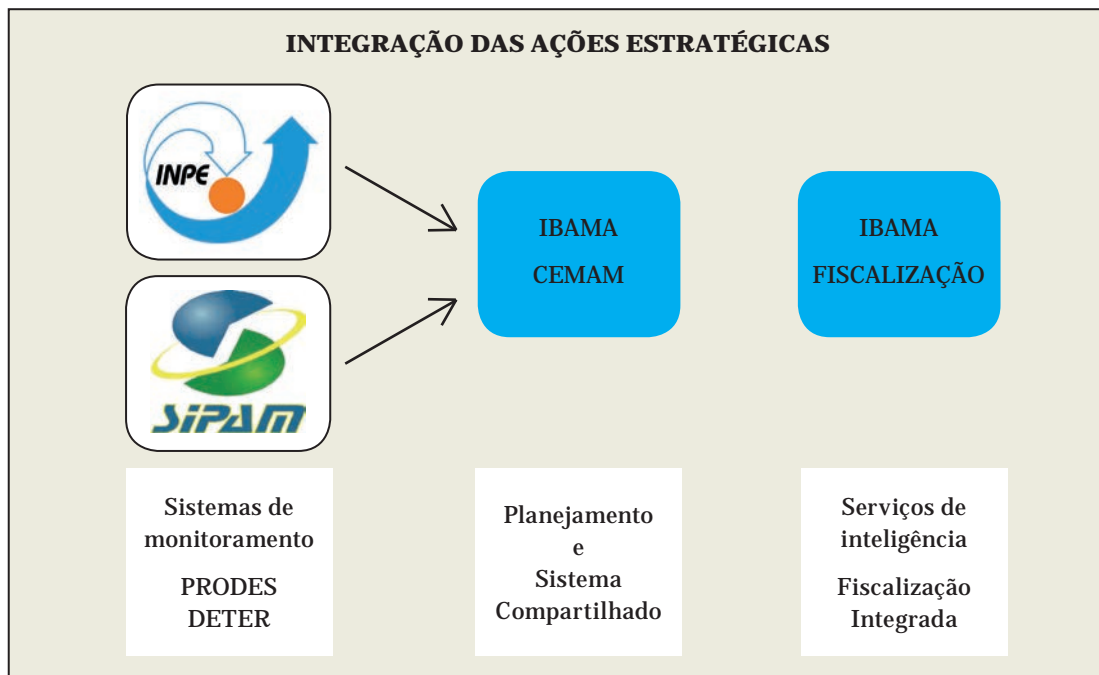 INTEGRAÇÃO DAS AÇÕES ESTRATÉGICAS
INPE
SIPAM
IBAMA
CEMAM
IBAMA
FISCALIZAÇÃO
Sistemas de
monitoramento
PRODES
DETER
Planejamento
e
Sistema
Compartilhado
Serviços de
inteligência
Fiscalização
Integrada